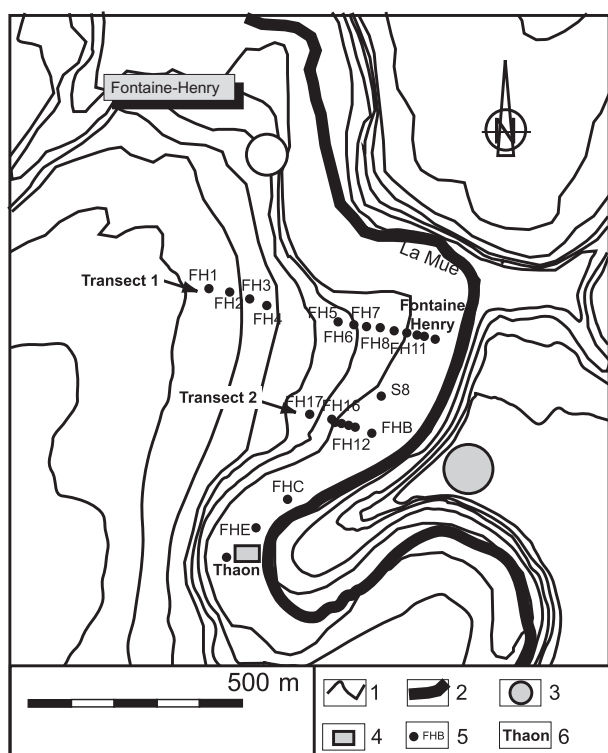 Fontaine-Henry
N
La Mue
Transect 1
FH1
FH2
FH3
FH4
FH5
FH6
FH7
FH8
Fontaine
Henry
FH11
S8
Transect 2
FH17
FH16
FH12
FHB
FHC
FHE
Thaon
500 m
1
2
3
4
FHB 5
Thaon 6